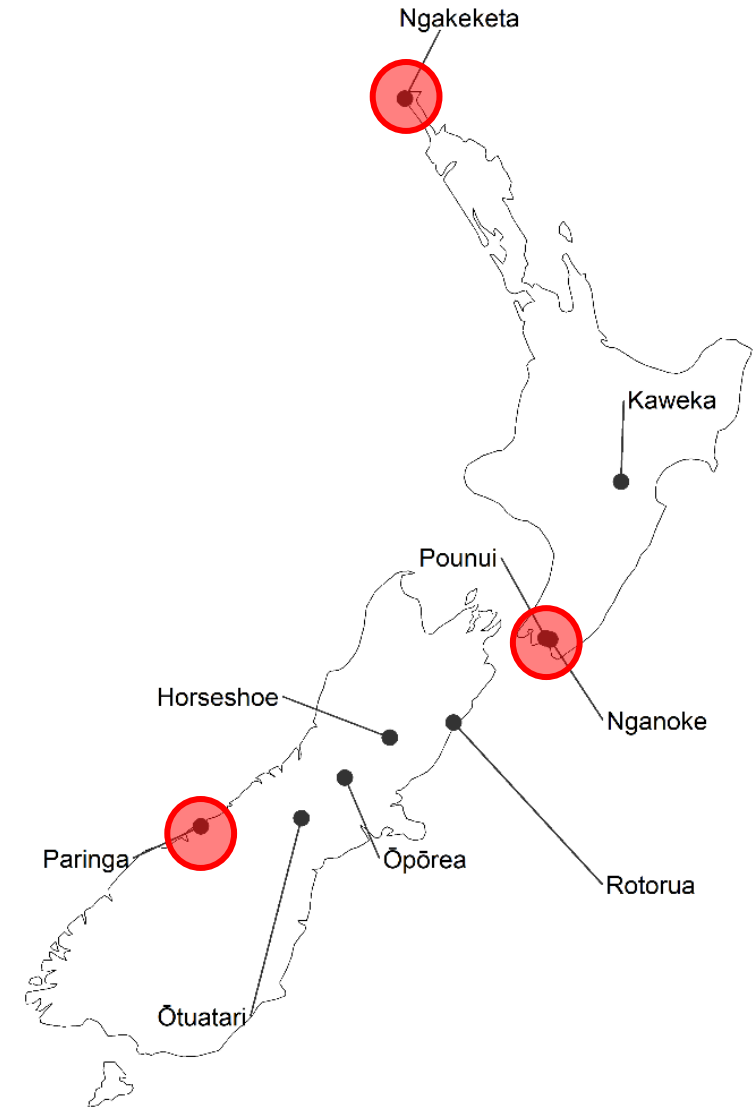 Ngakeketa
Kaweka
Pounui
Horseshoe
Nganoke
Paringa
Ōpōrea
Rotorua
Ōtuatari